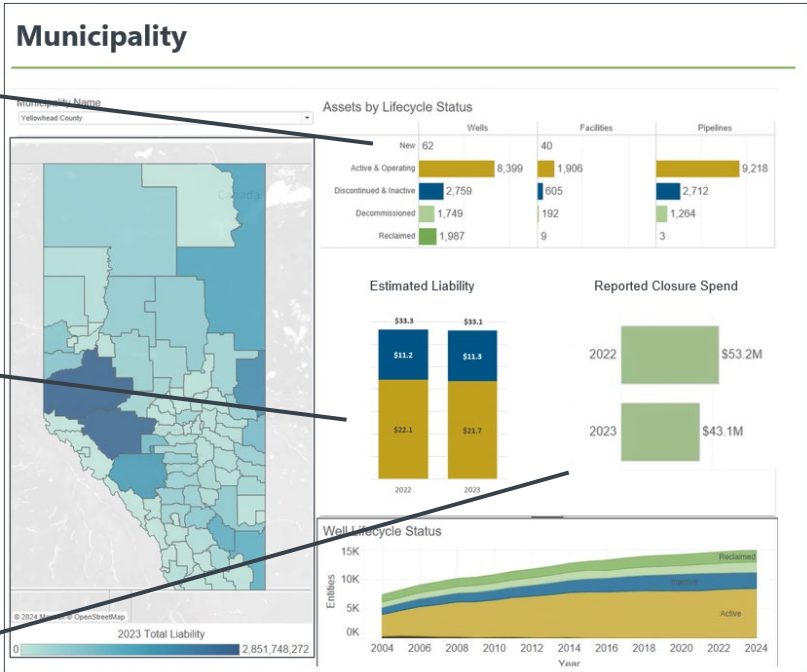 Municipality
Municipality Name
Yellowhead County
Canada
© 2024 Mapbox © OpenStreetMap
2023 Total Liability
0 2,851,748,272
Assets by Lifecycle Status
Wells Facilities Pipelines
New 62 40
Active & Operating 8,399 1,906 9,218
Discontinued & Inactive 2,759 605 2,712
Decommissioned 1,749 192 1,264
Reclaimed 1,987 9 3
Estimated Liability
$33.3 $33.1
$11.2 $11.3
$22.1 $21.7
2022 2023
Reported Closure Spend
2022 $53.2M
2023 $43.1M
Well Lifecycle Status
Entities
15K
10K
5K
0K
Reclaimed
Inactive
Active
2004 2006 2008 2010 2012 2014 2016 2018 2020 2022 2024
Year